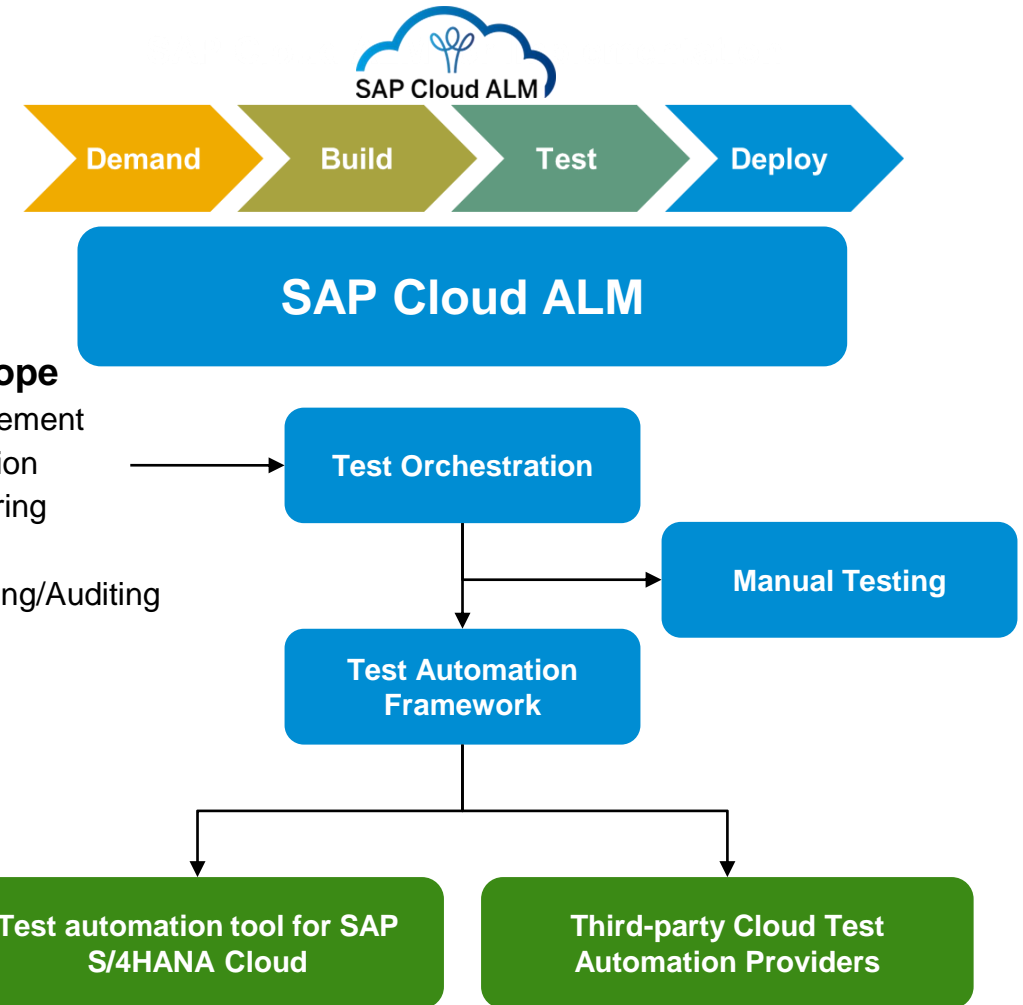 SAP Cloud ALM
Demand
Build
Test
Deploy
SAP Cloud ALM
ope
ement
Test Orchestration
ion
ring
Manual Testing
ng/Auditing
Test Automation
Framework
Test automation tool for SAP
S/4HANA Cloud
Third-party Cloud Test
Automation Providers